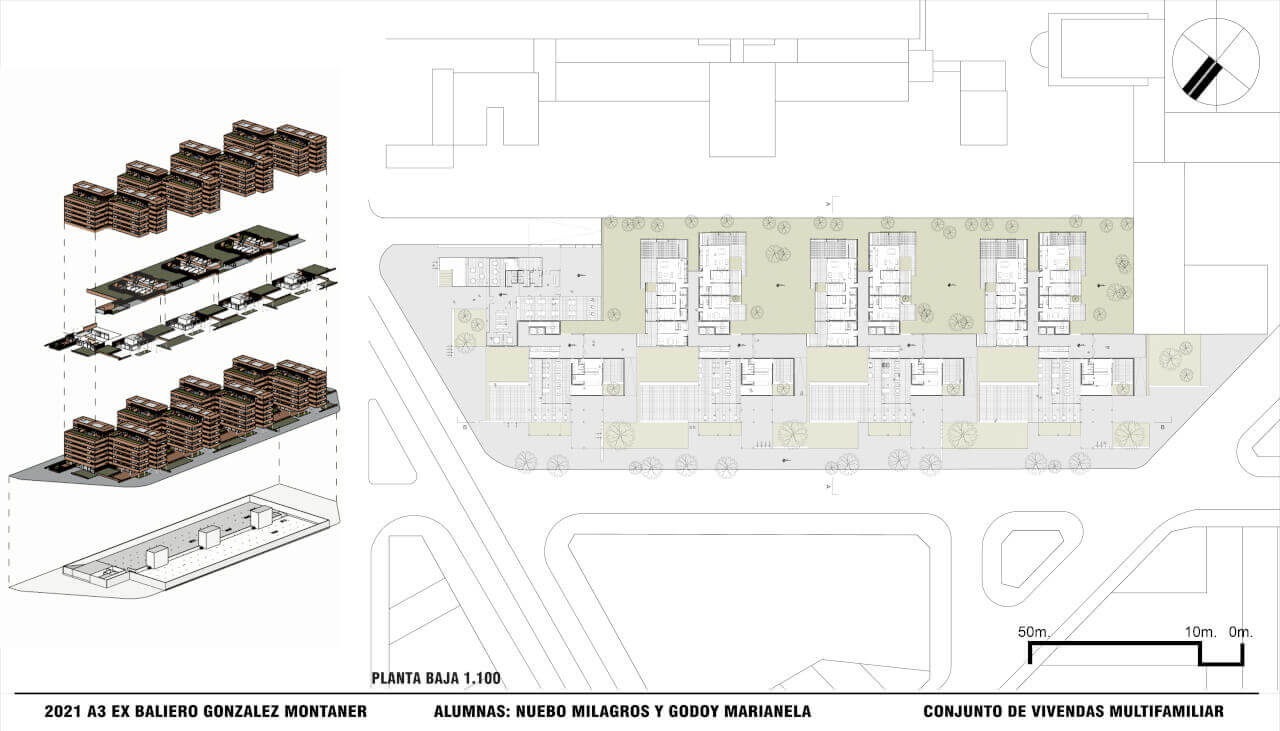 A
B
B
A
50m. 10m. 0m.
PLANTA BAJA 1.100
2021 A3 EX BALIERO GONZALEZ MONTANER ALUMNAS: NUEBO MILAGROS Y GODOY MARIANELA CONJUNTO DE VIVENDAS MULTIFAMILIAR